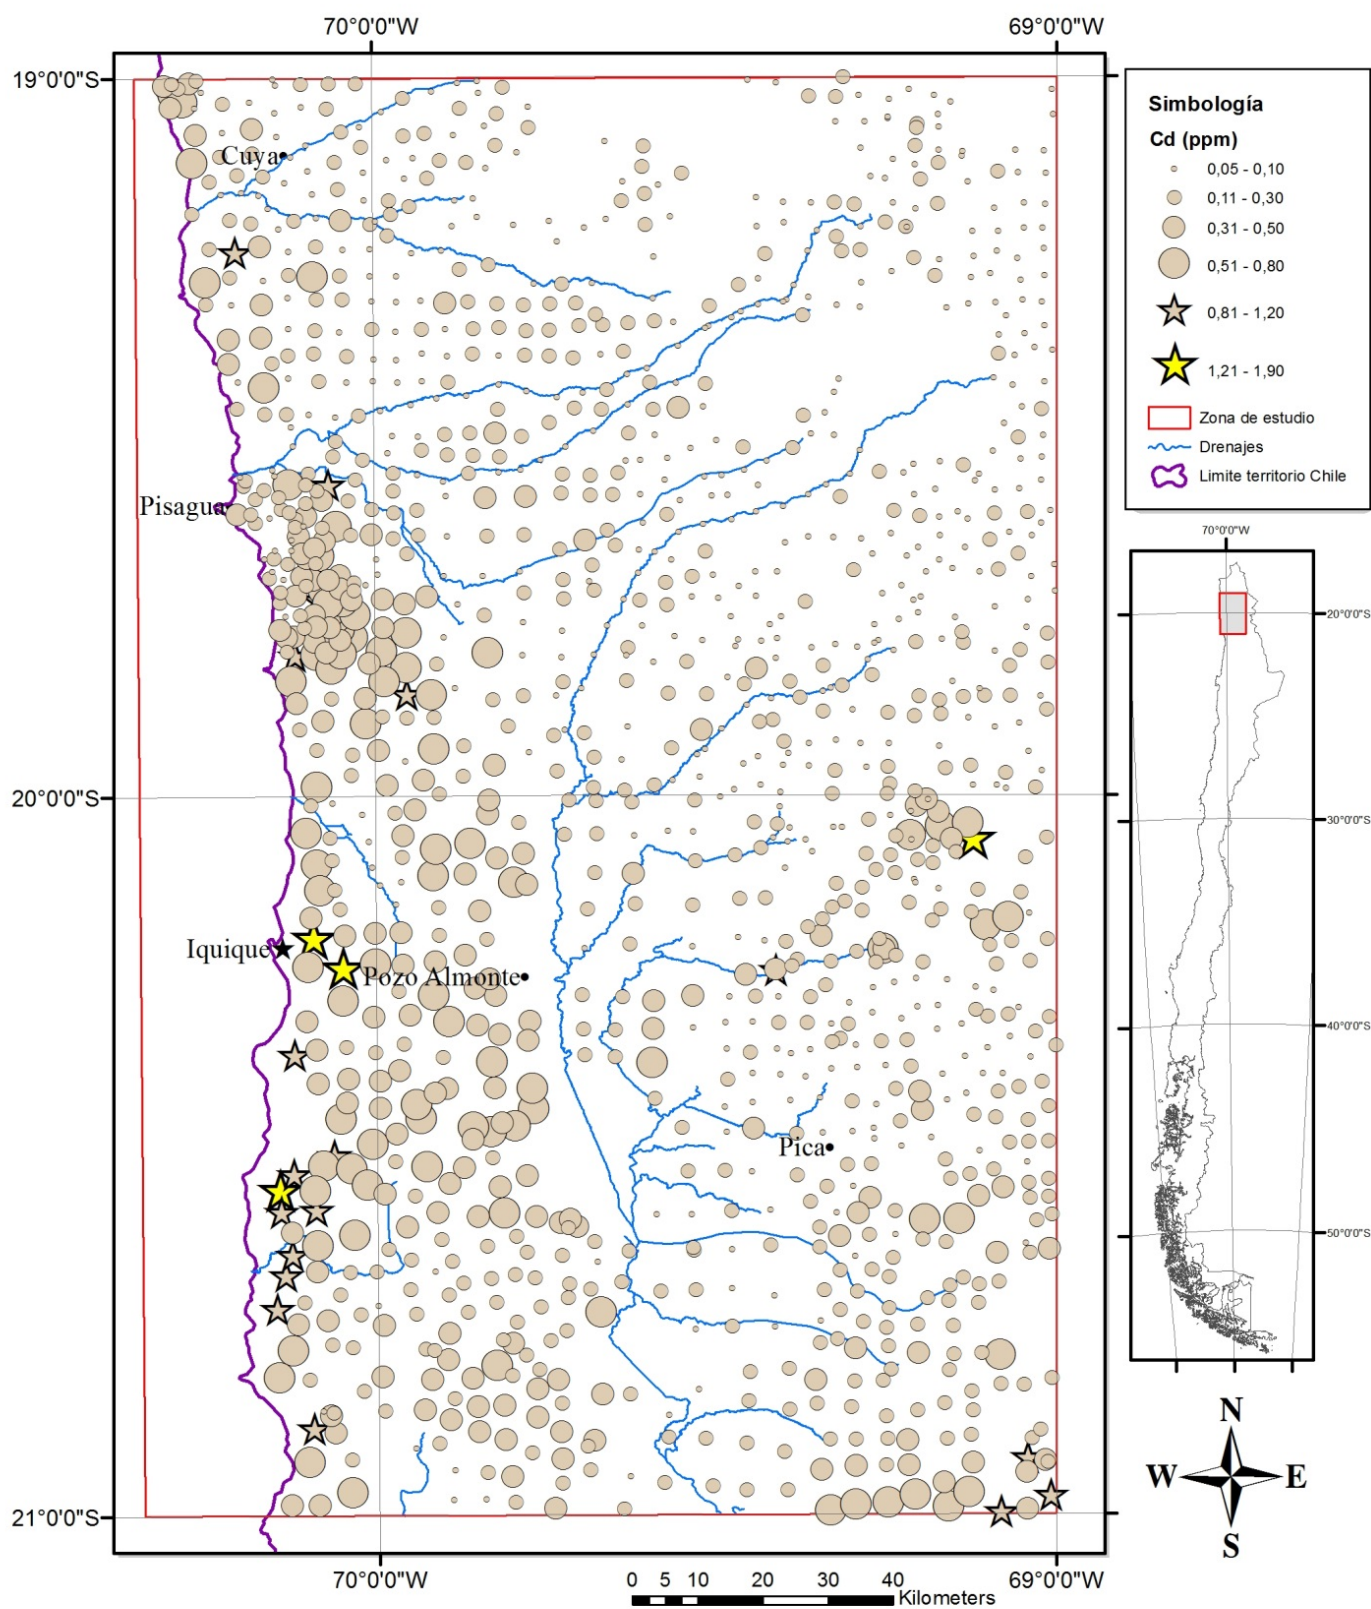 70°0'0"W
69°0'0"W
19°0'0"S
20°0'0"S
21°0'0"S
70°0'0"W
69°0'0"W
Cuya
Pisagua
Iquique
Pozo Almonte
Pica
Simbología
Cd (ppm)
0,05 - 0,10
0,11 - 0,30
0,31 - 0,50
0,51 - 0,80
0,81 - 1,20
1,21 - 1,90
Zona de estudio
Drenajes
Limite territorio Chile
70°0'0"W
20°0'0"S
30°0'0"S
40°0'0"S
50°0'0"S
N
W E
S
0 5 10 20 30 40
Kilometers